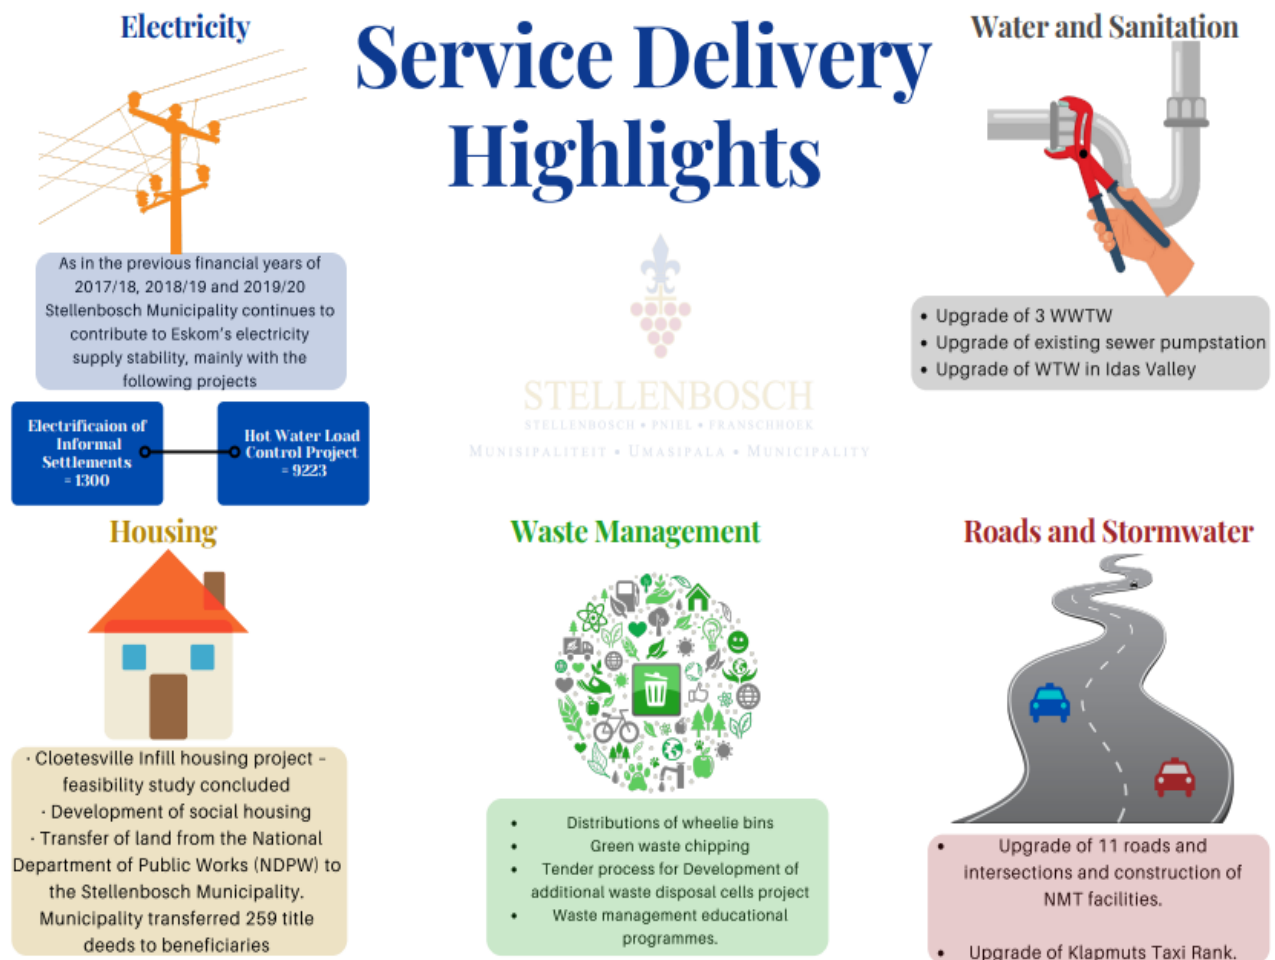 Electricity
Service Delivery
Highlights
Water and Sanitation
As in the previous financial years of
2017/18, 2018/19 and 2019/20
Stellenbosch Municipality continues to
contribute to Eskom's electricity
supply stability, mainly with the
following projects
Electrificaion of
Informal
Settlements
= 1300
Hot Water Load
Control Project
= 9223
STELLENBOSCH
STELLENBOSCH • PNIEL • FRANSCHHOEK
MUNISIPALITEIT • UMASIPALA • MUNICIPALITY
• Upgrade of 3 WWTW
• Upgrade of existing sewer pumpstation
• Upgrade of WTW in Idas Valley
Housing
· Cloetesville Infill housing project –
feasibility study concluded
· Development of social housing
· Transfer of land from the National
Department of Public Works (NDPW) to
the Stellenbosch Municipality.
Municipality transferred 259 title
deeds to beneficiaries
Waste Management
• Distributions of wheelie bins
• Green waste chipping
• Tender process for Development of
additional waste disposal cells project
• Waste management educational
programmes.
Roads and Stormwater
• Upgrade of 11 roads and
intersections and construction of
NMT facilities.
• Upgrade of Klapmuts Taxi Rank.